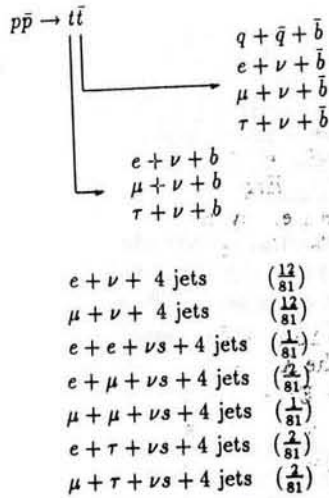 pp̄ → tt̄
q + q̄ + b̄
e + ν + b̄
μ + ν + b̄
τ + ν + b̄
e + ν + b
μ + ν + b
τ + ν + b
e + ν + 4 jets (12/81)
μ + ν + 4 jets (12/81)
e + e + νs + 4 jets (1/81)
e + μ + νs + 4 jets (2/81)
μ + μ + νs + 4 jets (1/81)
e + τ + νs + 4 jets (2/81)
μ + τ + νs + 4 jets (2/81)